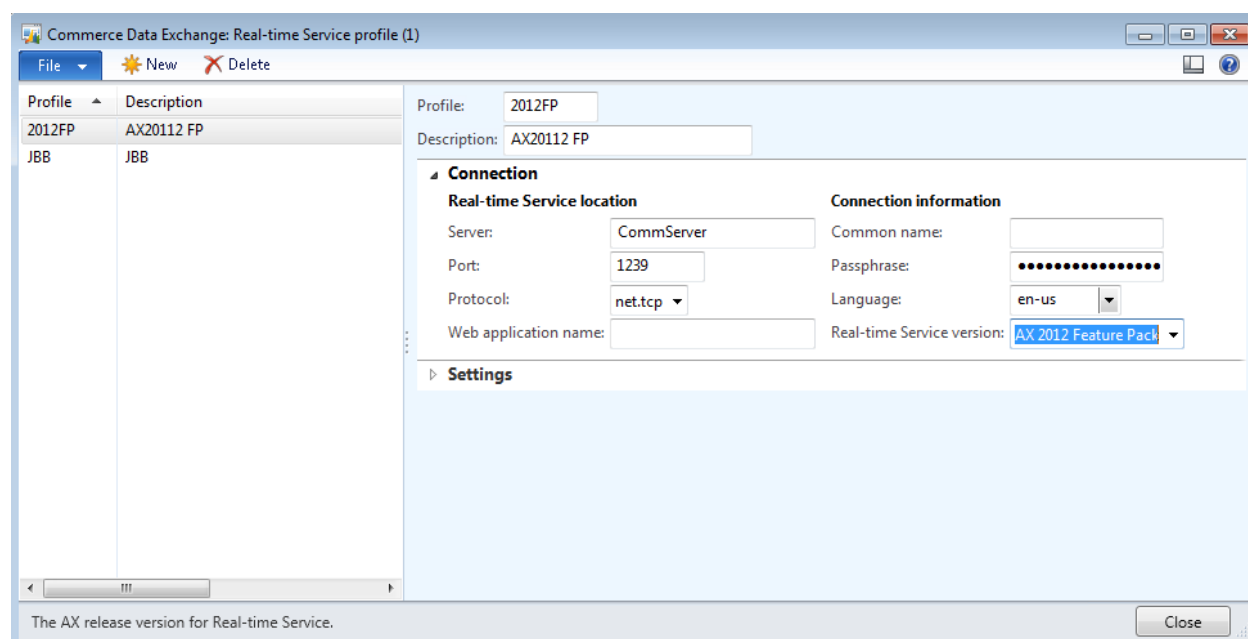 Commerce Data Exchange: Real-time Service profile (1)
File New Delete
Profile Description
2012FP AX20112 FP
JBB JBB
Profile: 2012FP
Description: AX20112 FP
Connection
Real-time Service location Connection information
Server: CommServer Common name:
Port: 1239 Passphrase: ••••••••••••••••
Protocol: net.tcp Language: en-us
Web application name: Real-time Service version: AX 2012 Feature Pack
Settings
The AX release version for Real-time Service. Close